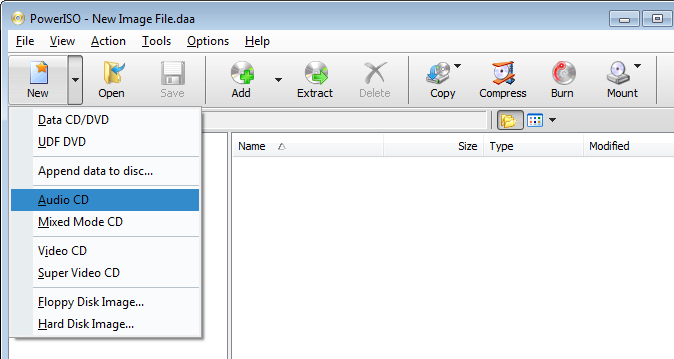 PowerISO - New Image File.daa
File View Action Tools Options Help
New Open Save Add Extract Delete Copy Compress Burn Mount
Data CD/DVD
UDF DVD
Append data to disc...
Audio CD
Mixed Mode CD
Video CD
Super Video CD
Floppy Disk Image...
Hard Disk Image...
Name Size Type Modified